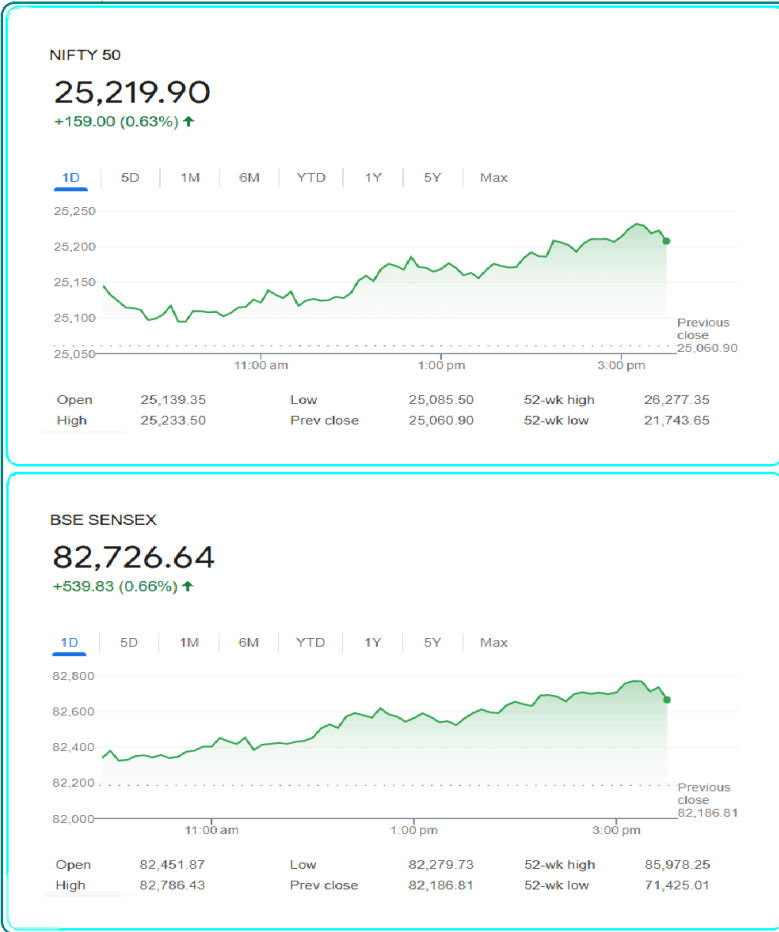 NIFTY 50
25,219.90
+159.00 (0.63%) ↑
1D 5D 1M 6M YTD 1Y 5Y Max
25,250
25,200
25,150
25,100
25,050
Previous
close
25,060.90
11:00 am 1:00 pm 3:00 pm
Open 25,139.35 Low 25,085.50 52-wk high 26,277.35
High 25,233.50 Prev close 25,060.90 52-wk low 21,743.65
BSE SENSEX
82,726.64
+539.83 (0.66%) ↑
1D 5D 1M 6M YTD 1Y 5Y Max
82,800
82,600
82,400
82,200
82,000
Previous
close
82,186.81
11:00 am 1:00 pm 3:00 pm
Open 82,451.87 Low 82,279.73 52-wk high 85,978.25
High 82,786.43 Prev close 82,186.81 52-wk low 71,425.01